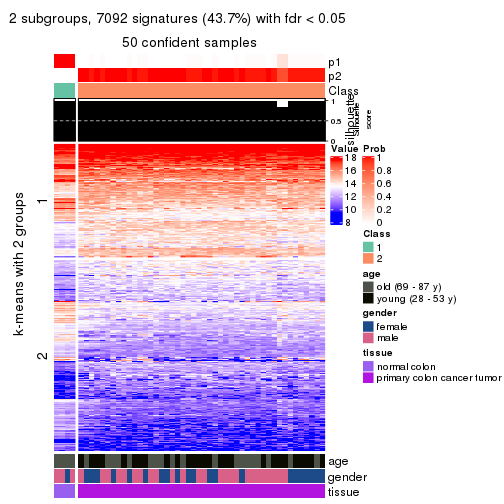 2 subgroups, 7092 signatures (43.7%) with fdr < 0.05
50 confident samples
p1
p2
Class
1
0.5
0
silhouette
Silhouette
score
k-means with 2 groups
1
2
Value
18
16
14
12
10
8
Prob
1
0.8
0.6
0.4
0.2
0
Class
1
2
age
old (69 - 87 y)
young (28 - 53 y)
gender
female
male
tissue
normal colon
primary colon cancer tumor
age
gender
tissue